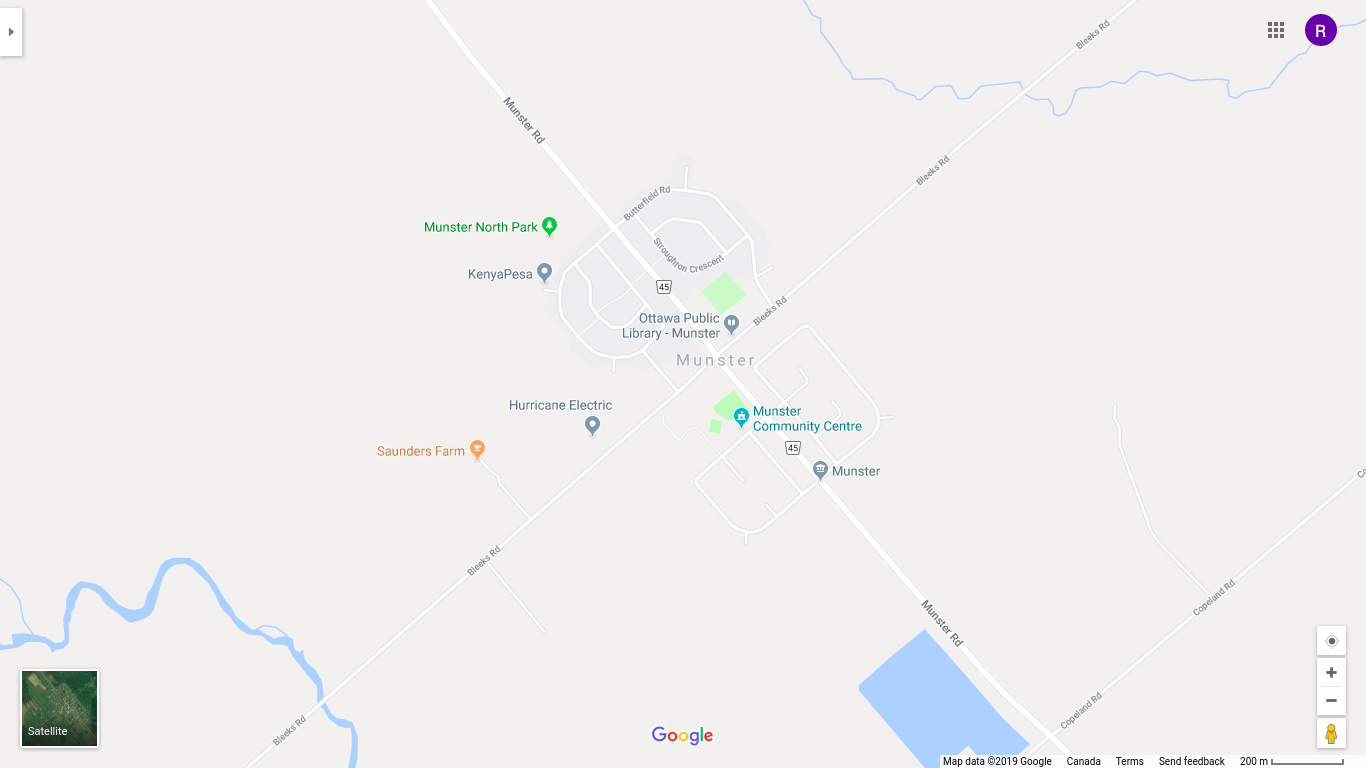 Bleeks Rd
R
Munster Rd
Bleeks Rd
Butterfield Rd
Munster North Park
Stroughton Crescent
KenyaPesa
45
Bleeks Rd
Ottawa Public
Library - Munster
Munster
Hurricane Electric
Munster
Community Centre
Saunders Farm
45
Munster
Bleeks Rd
Copeland Rd
Munster Rd
Copeland Rd
Bleeks Rd
Satellite
Google
Map data ©2019 Google
Canada
Terms
Send feedback
200 m